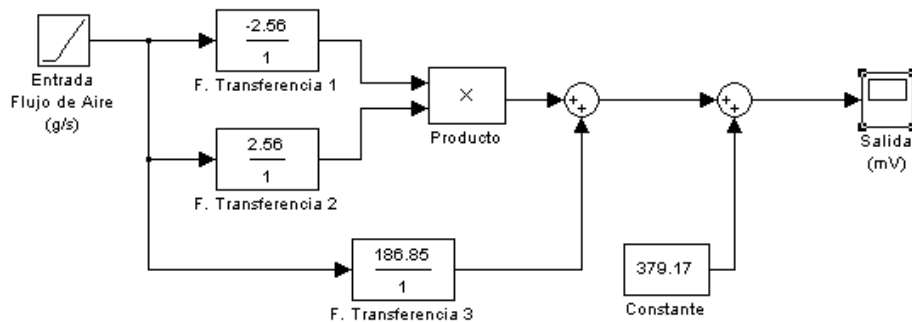 -2.56
1
Entrada
Flujo de Aire
(g/s)
F. Transferencia 1
×
Producto
+
+
+
+
Salida
(mV)
2.56
1
F. Transferencia 2
186.85
1
F. Transferencia 3
379.17
Constante